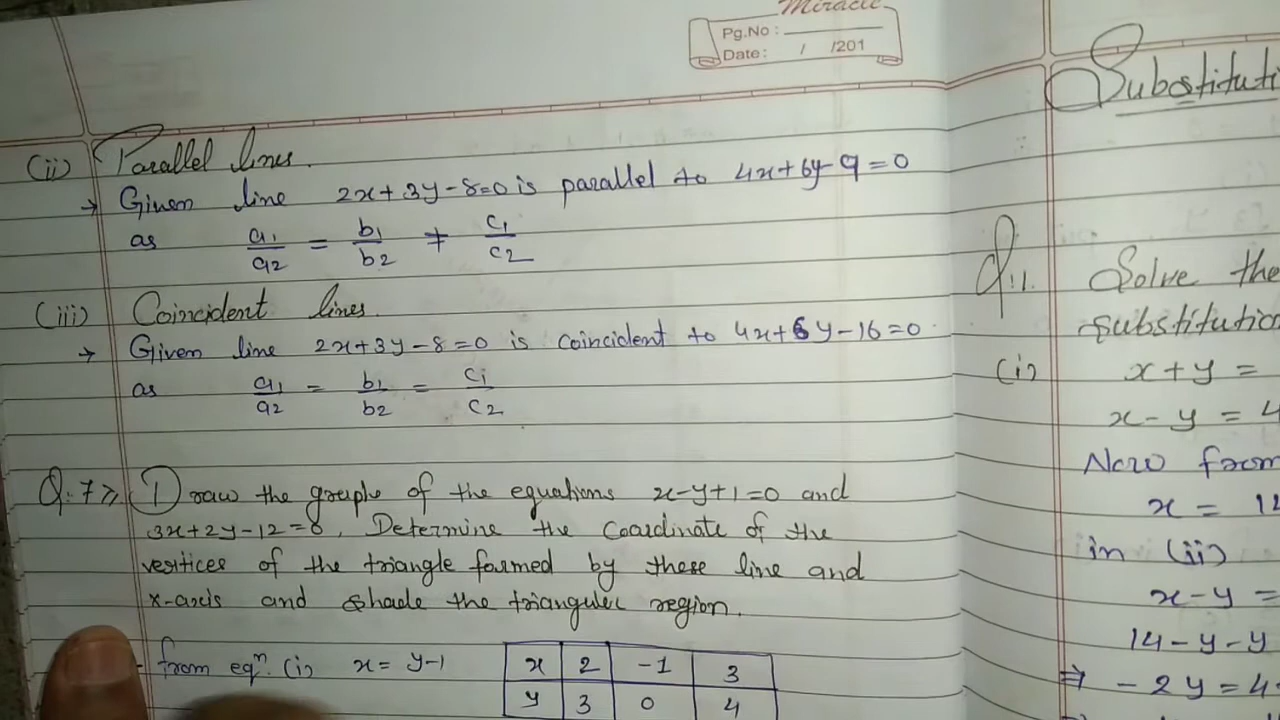 Miracle
Pg.No :
Date: / /201
(ii) Parallel lines.
→ Given line 2x+3y-8=0 is parallel to 4x+6y-9=0
as a1/a2 = b1/b2 ≠ c1/c2
(iii) Coincident lines.
→ Given line 2x+3y-8=0 is coincident to 4x+6y-16=0.
as a1/a2 = b1/b2 = c1/c2
Q.7⇒ Draw the graph of the equations x-y+1=0 and
3x+2y-12=0. Determine the coordinate of the
vertices of the triangle formed by these line and
x-axis and shade the triangular region.
from eqn. (i) x= y-1
x 2 -1 3
y 3 0 4
Substituti
Q.1. Solve the
substitution
(i) x+y =
x-y = 4
Now from
x = 14
in (ii)
x-y =
14-y-y
⇒ -2y=4-